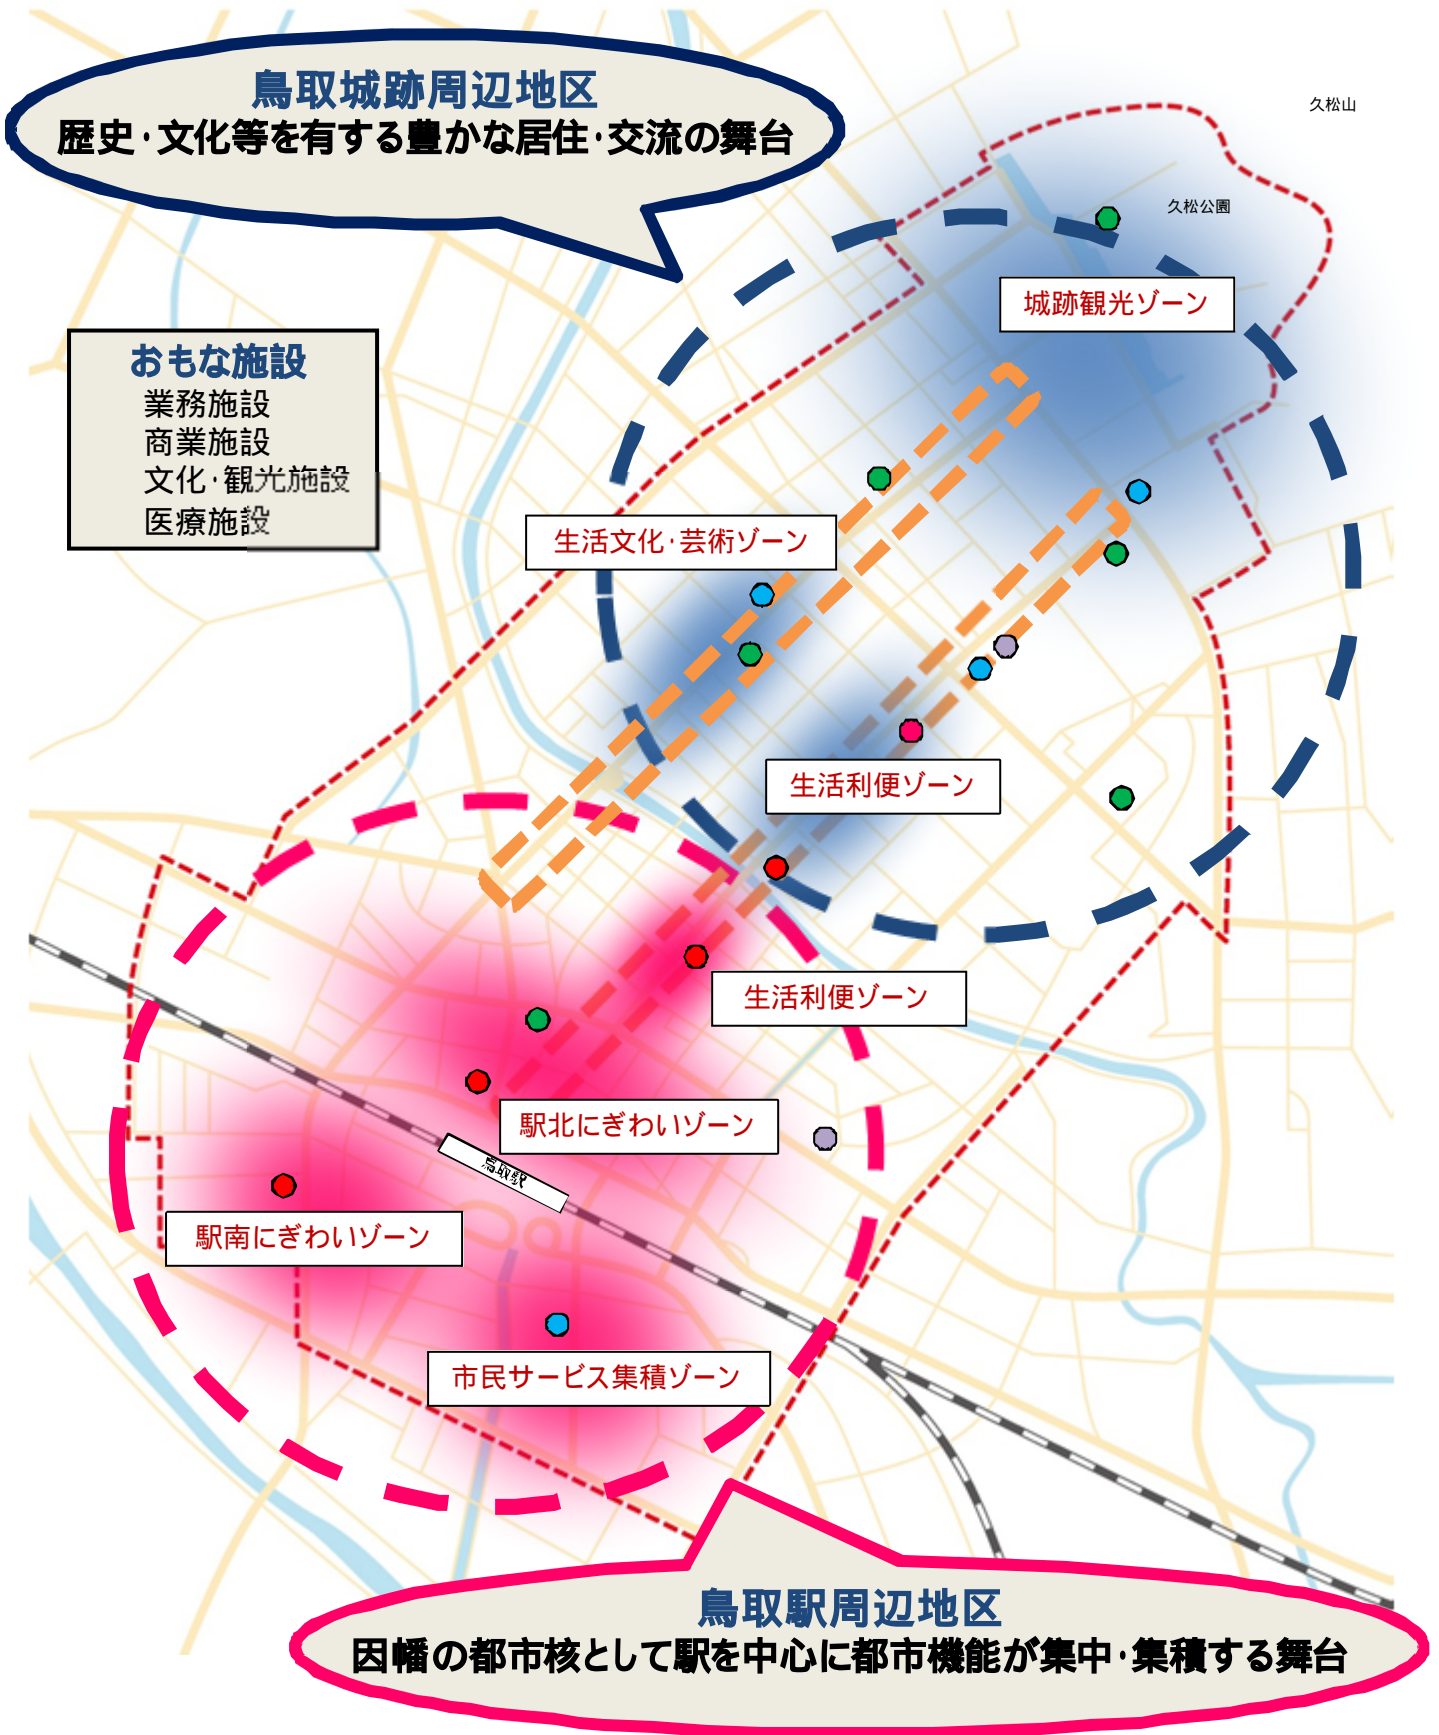 鳥取城跡周辺地区
歴史・文化等を有する豊かな居住・交流の舞台
久松山
久松公園
城跡観光ゾーン
おもな施設
業務施設
商業施設
文化・観光施設
医療施設
生活文化・芸術ゾーン
生活利便ゾーン
生活利便ゾーン
駅北にぎわいゾーン
鳥取駅
駅南にぎわいゾーン
市民サービス集積ゾーン
鳥取駅周辺地区
因幡の都市核として駅を中心に都市機能が集中・集積する舞台